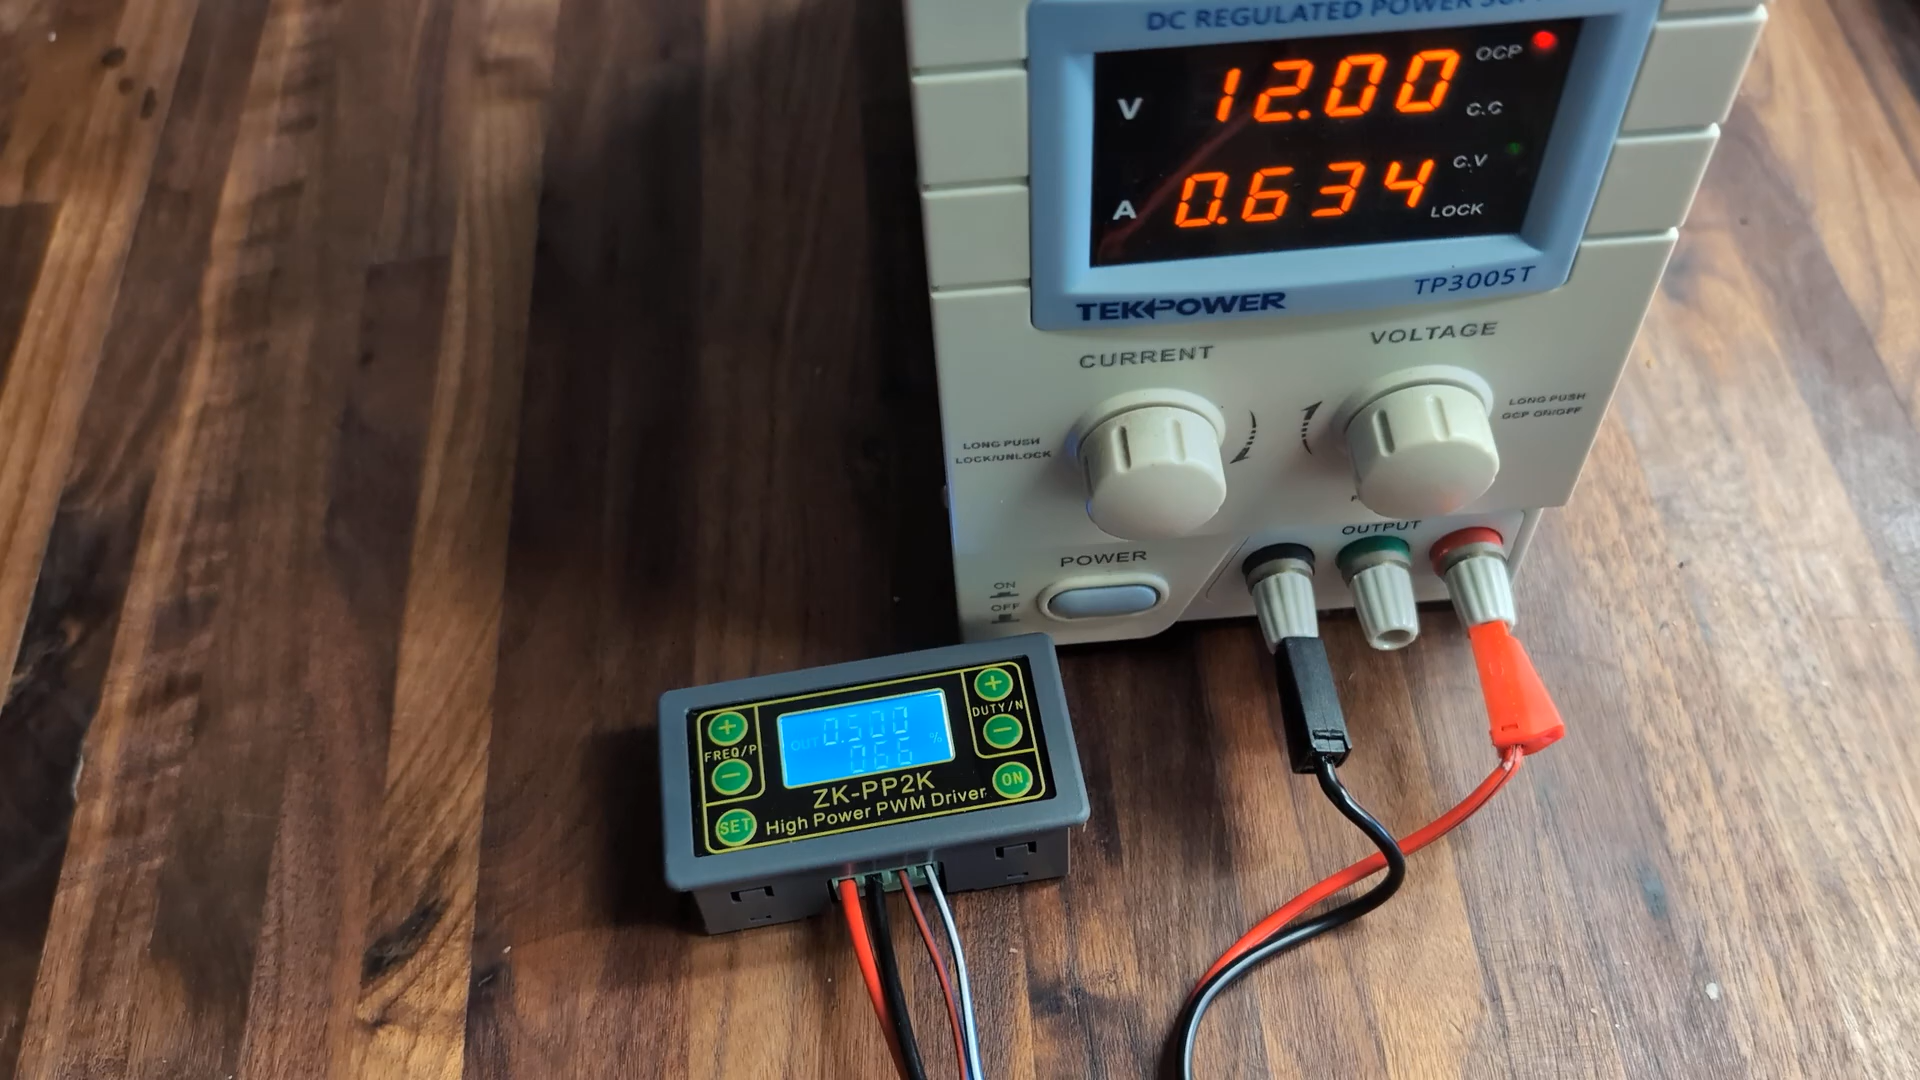 DC REGULATED POWER
V 12.00 OCP
C.C
A 0.634 C.V
LOCK
TEKPOWER TP3005T
CURRENT VOLTAGE
LONG PUSH
LOCK/UNLOCK
LONG PUSH
OCP ON/OFF
OUTPUT
POWER
ON
OFF
+
FREQ/P
−
SET
OUT 0.500
066 %
+
DUTY/N
−
ON
ZK-PP2K
High Power PWM Driver